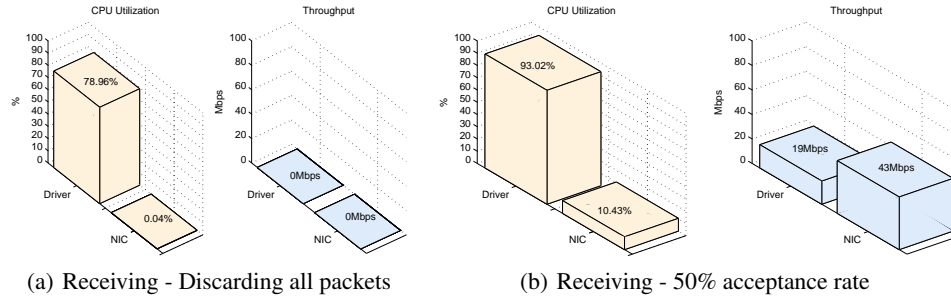 CPU Utilization
Throughput
CPU Utilization
Throughput
100
90
80
70
60
50
40
30
20
10
0
%
78.96%
0.04%
Driver
NIC
100
80
60
40
20
0
Mbps
0Mbps
0Mbps
Driver
NIC
100
90
80
70
60
50
40
30
20
10
0
%
93.02%
10.43%
Driver
NIC
100
80
60
40
20
0
Mbps
19Mbps
43Mbps
Driver
NIC
(a) Receiving - Discarding all packets
(b) Receiving - 50% acceptance rate